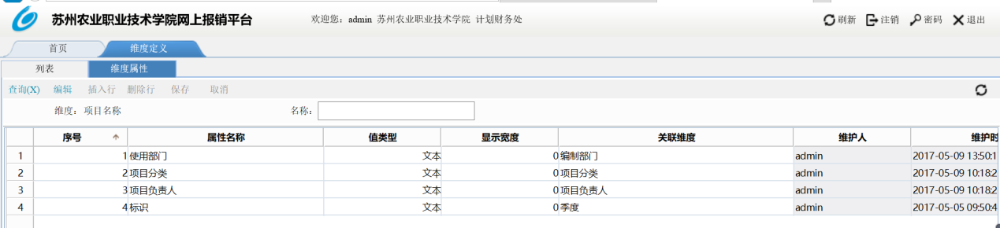 苏州农业职业技术学院网上报销平台 欢迎您：admin 苏州农业职业技术学院 计划财务处 刷新 注销 密码 退出
首页 维度定义
列表 维度属性
查询(X) 编辑 插入行 删除行 保存 取消
维度：项目名称 名称：
序号 属性名称 值类型 显示宽度 关联维度 维护人 维护时
1 1 使用部门 文本 0 编制部门 admin 2017-05-09 13:50:1
2 2 项目分类 文本 0 项目分类 admin 2017-05-09 10:18:2
3 3 项目负责人 文本 0 项目负责人 admin 2017-05-09 10:18:2
4 4 标识 文本 0 季度 admin 2017-05-05 09:50:4